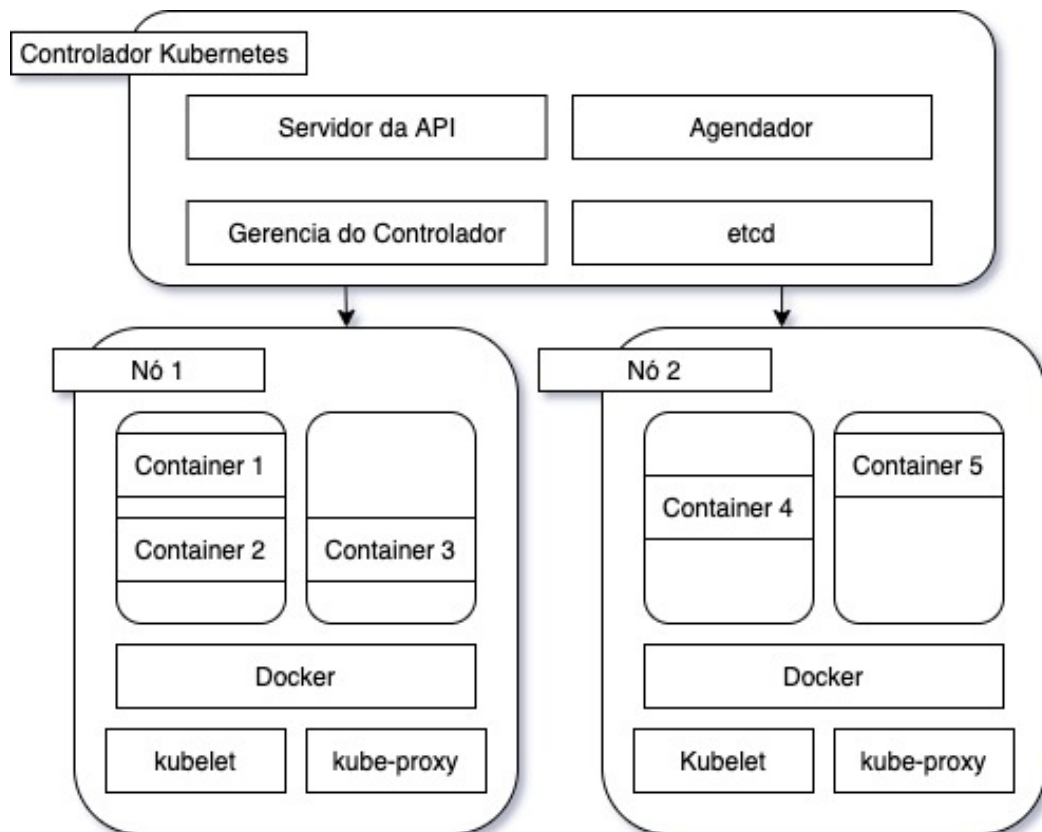 Controlador Kubernetes
Servidor da API
Agendador
Gerencia do Controlador
etcd
Nó 1
Container 1
Container 2
Container 3
Docker
kubelet
kube-proxy
Nó 2
Container 4
Container 5
Docker
Kubelet
kube-proxy